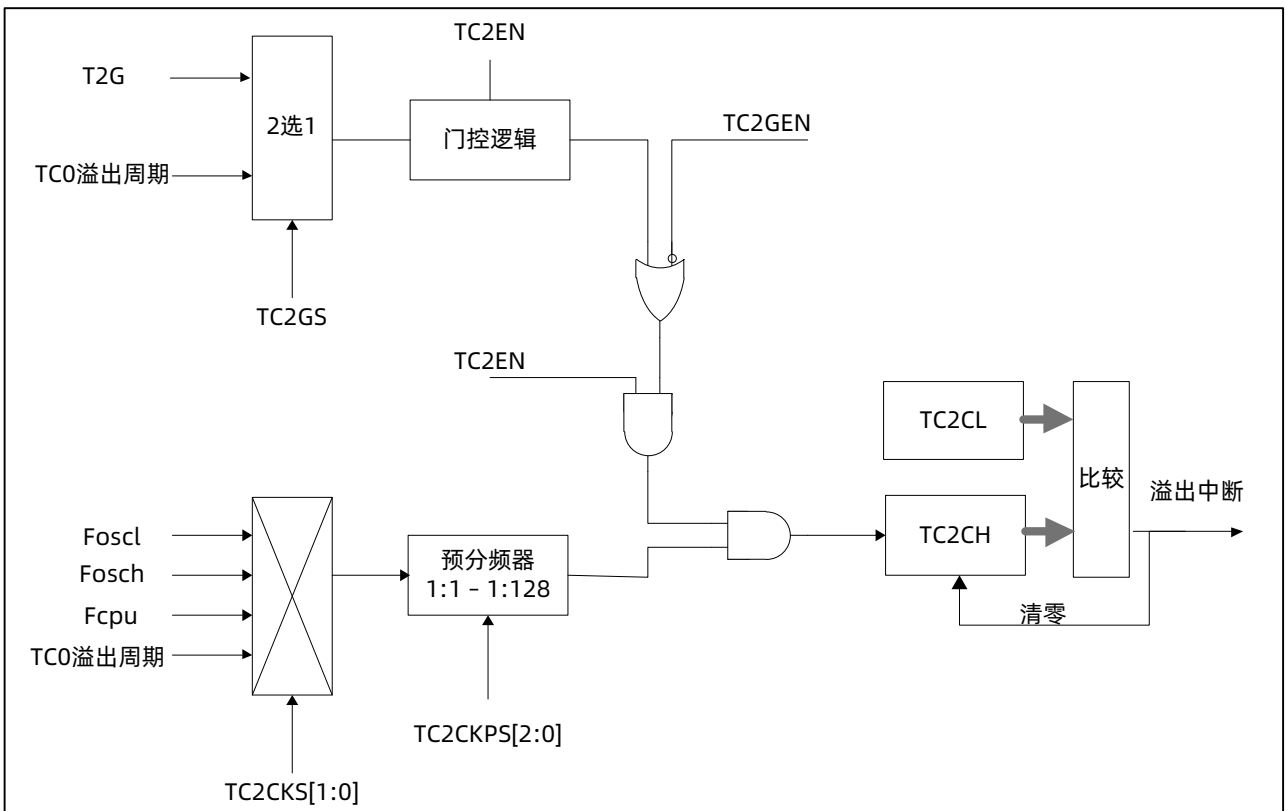 TC2EN
T2G
2选1
门控逻辑
TC2GEN
TC0溢出周期
TC2GS
TC2EN
TC2CL
比较
溢出中断
Foscl
Fosch
Fcpu
TC0溢出周期
预分频器
1:1 - 1:128
TC2CH
清零
TC2CKPS[2:0]
TC2CKS[1:0]